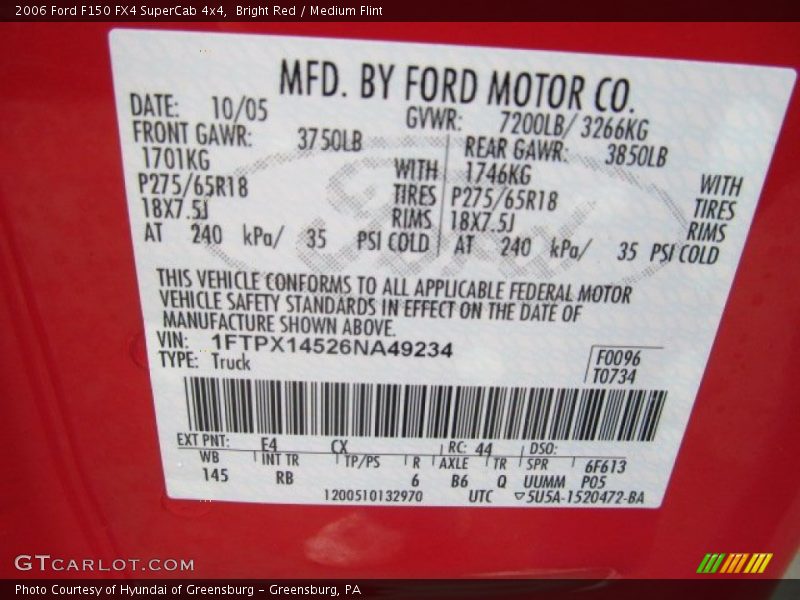 2006 Ford F150 FX4 SuperCab 4x4,  Bright Red / Medium Flint
MFD. BY FORD MOTOR CO.
DATE: 10/05 GVWR: 7200LB/ 3266KG
FRONT GAWR: 3750LB REAR GAWR: 3850LB
1701KG WITH 1746KG WITH
P275/65R18 TIRES P275/65R18 TIRES
18X7.5J RIMS 18X7.5J RIMS
AT 240 kPa/ 35 PSI COLD AT 240 kPa/ 35 PSI COLD
THIS VEHICLE CONFORMS TO ALL APPLICABLE FEDERAL MOTOR
VEHICLE SAFETY STANDARDS IN EFFECT ON THE DATE OF
MANUFACTURE SHOWN ABOVE.
VIN: 1FTPX14526NA49234
TYPE: Truck
F0096
T0734
EXT PNT: E4 CX RC: 44 DSO:
WB INT TR TP/PS R AXLE TR SPR 6F613
145 RB 6 B6 Q UUMM P05
1200510132970 UTC ▽5U5A-1520472-BA
GTCARLOT.COM
Photo Courtesy of Hyundai of Greensburg - Greensburg, PA